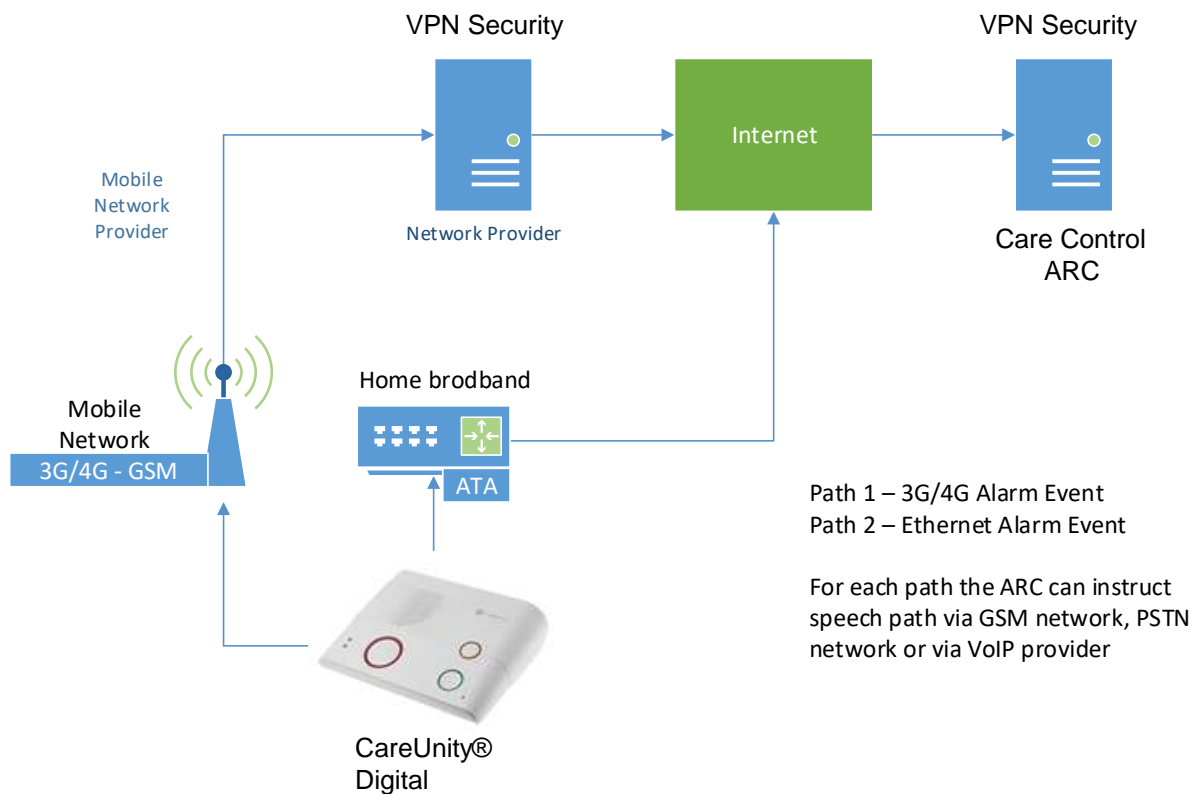 VPN Security
VPN Security
Internet
Mobile
Network
Provider
Network Provider
Care Control
ARC
Home brodband
Mobile
Network
3G/4G - GSM
ATA
Path 1 – 3G/4G Alarm Event
Path 2 – Ethernet Alarm Event
For each path the ARC can instruct
speech path via GSM network, PSTN
network or via VoIP provider
CareUnity®
Digital